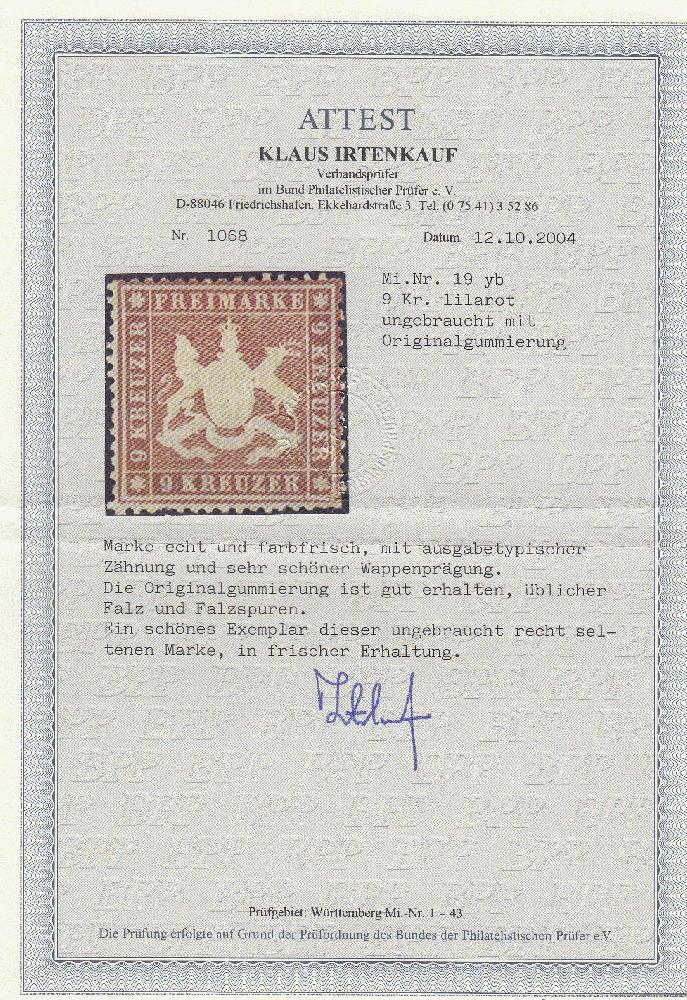 ATTEST
KLAUS IRTENKAUF
Verbandsprüfer
im Bund Philatelistischer Prüfer e. V.
D-88046 Friedrichshafen, Ekkehardstraße 3, Tel. (0 75 41) 3 52 86
Nr. 1068 Datum 12.10.2004
Mi.Nr. 19 yb
9 Kr. lilarot
ungebraucht mit
Originalgummierung
FREIMARKE
9 KREUZER
9 KREUZER
9 KREUZER
Marke echt und farbfrisch, mit ausgabetypischer
Zähnung und sehr schöner Wappenprägung.
Die Originalgummierung ist gut erhalten, üblicher
Falz und Falzspuren.
Ein schönes Exemplar dieser ungebraucht recht sel-
tenen Marke, in frischer Erhaltung.
Prüfgebiet: Württemberg Mi.-Nr. 1 – 43
Die Prüfung erfolgte auf Grund der Prüfordnung des Bundes der Philatelistischen Prüfer e.V.